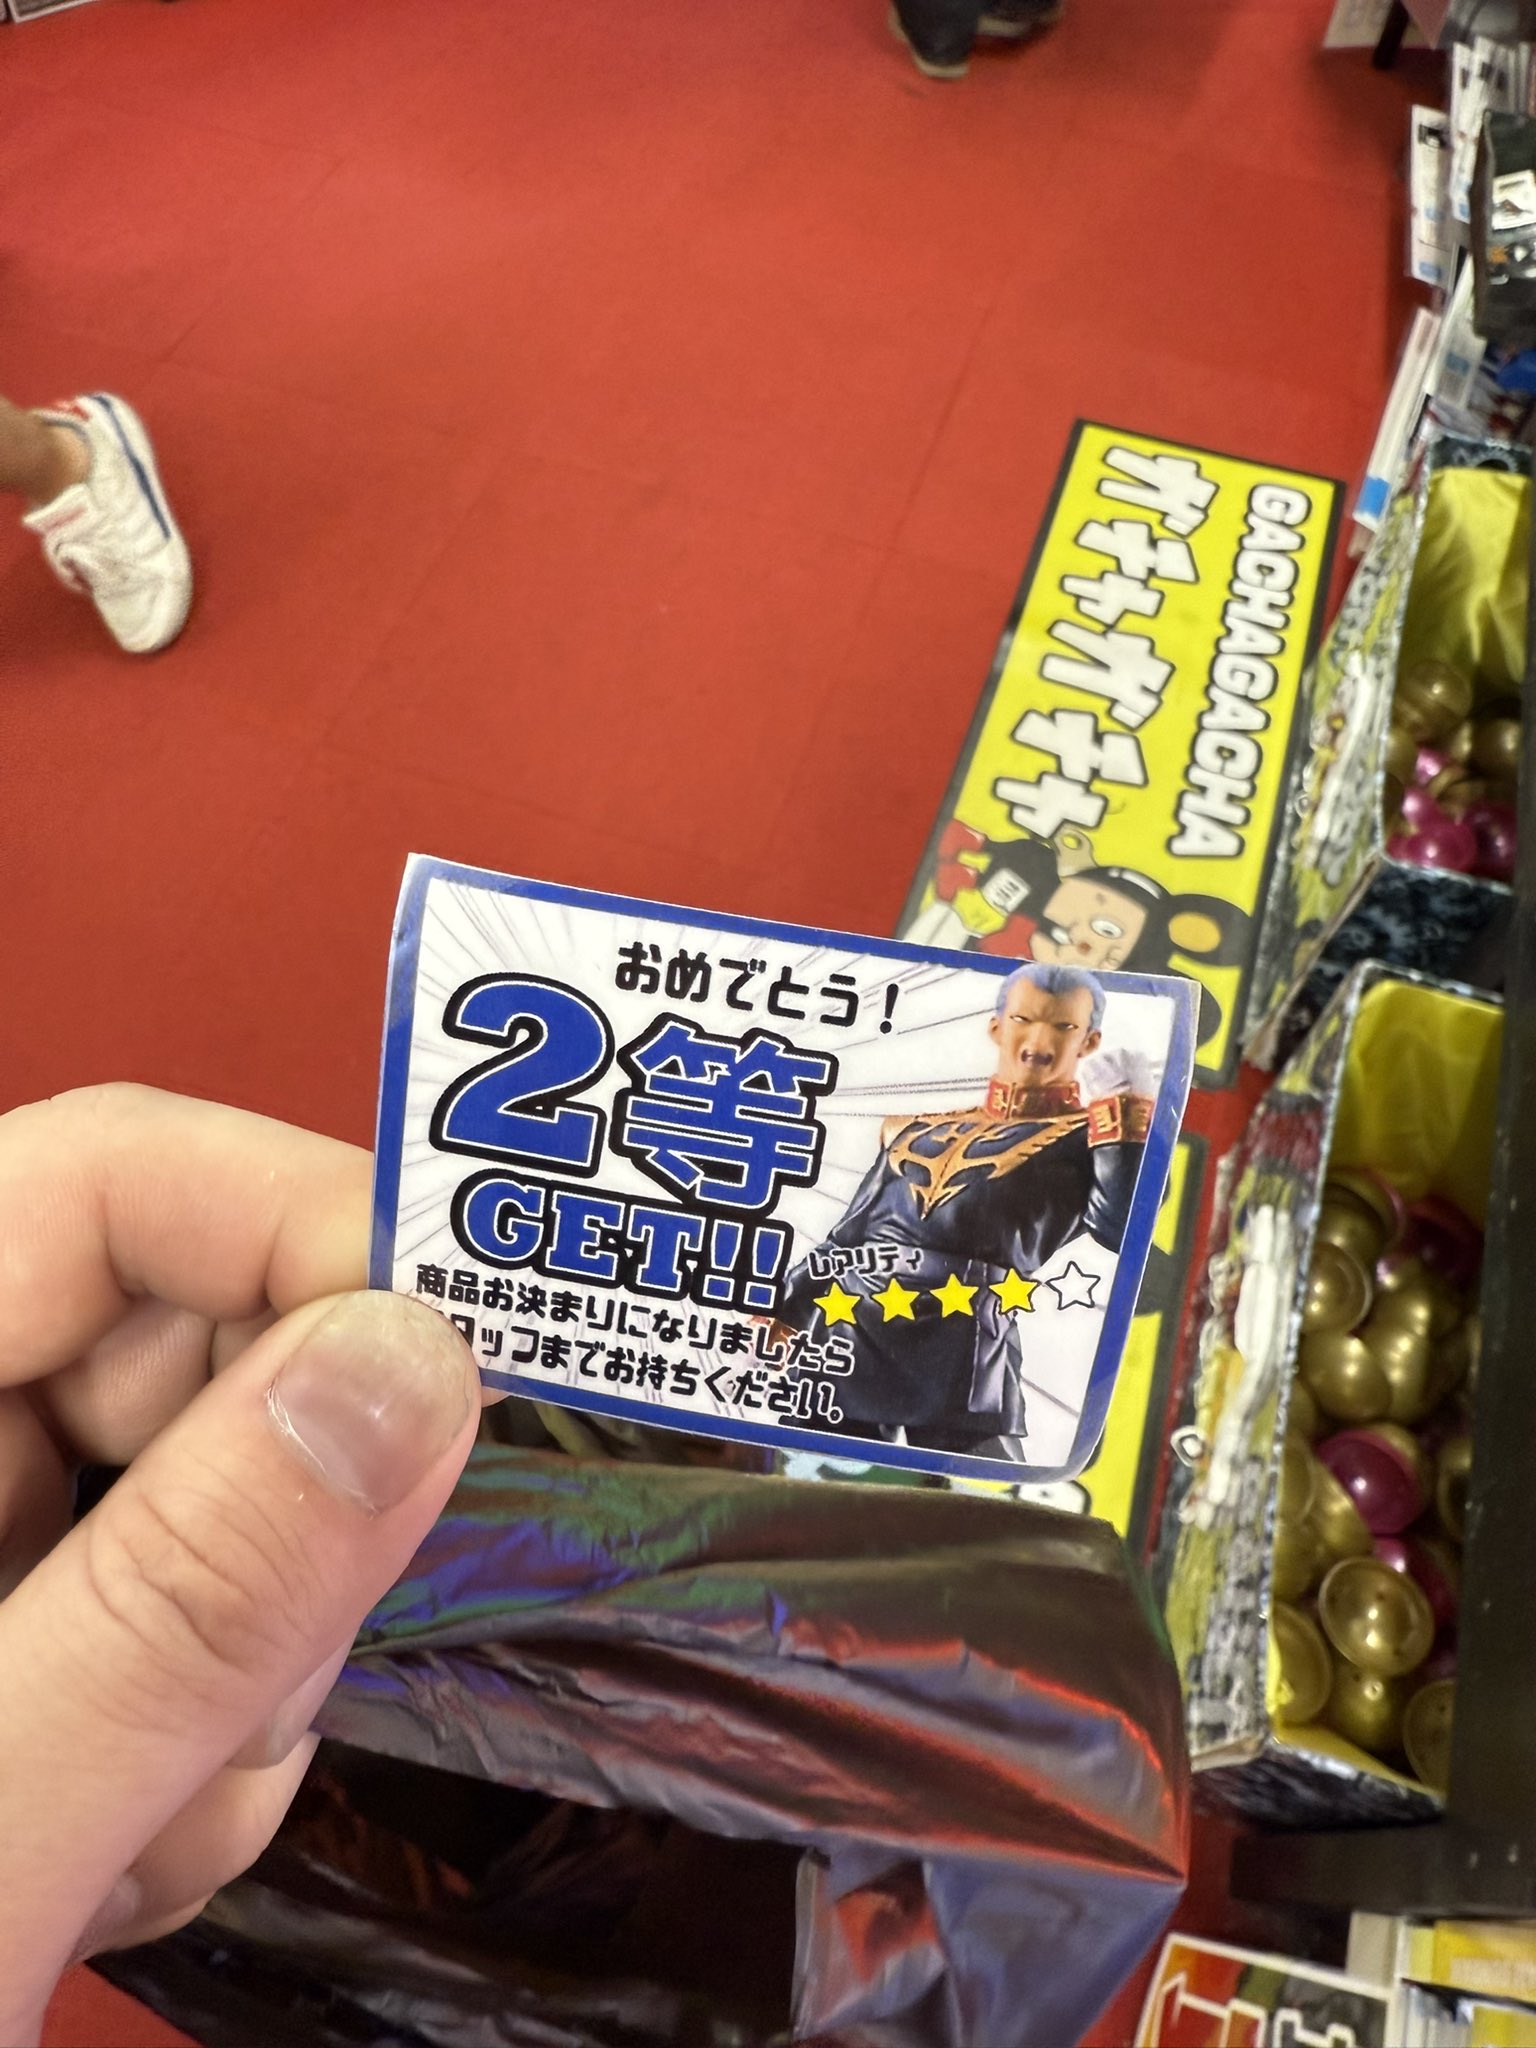 おめでとう!
2等
GET!!
レアリティ
商品お決まりになりましたら
タッフまでお持ちください。
GACHAGACHA
ガチャガチャ